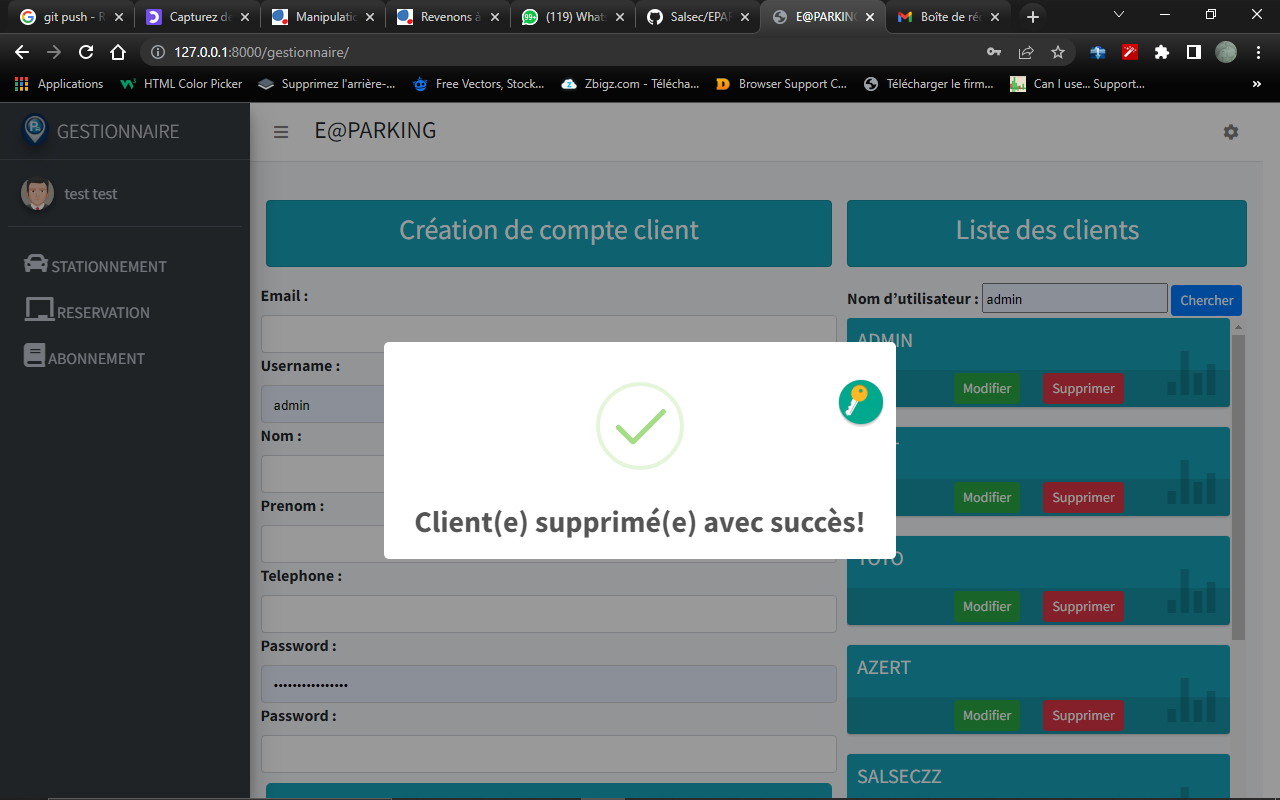 git push - R
Capturez de
Manipulatio
Revenons à
(119) Whats
Salsec/EPAR
E@PARKING
Boîte de réc
127.0.0.1:8000/gestionnaire/
Applications
HTML Color Picker
Supprimez l'arrière-...
Free Vectors, Stock...
Zbigz.com - Télécha...
Browser Support C...
Télécharger le firm...
Can I use... Support...
»
GESTIONNAIRE
E@PARKING
test test
STATIONNEMENT
RESERVATION
ABONNEMENT
Création de compte client
Email :
Username :
admin
Nom :
Prenom :
Telephone :
Password :
••••••••••••••••
Password :
Client(e) supprimé(e) avec succès!
Liste des clients
Nom d’utilisateur : admin Chercher
ADMIN
Modifier Supprimer
Modifier Supprimer
TOTO
Modifier Supprimer
AZERT
Modifier Supprimer
SALSECZZ